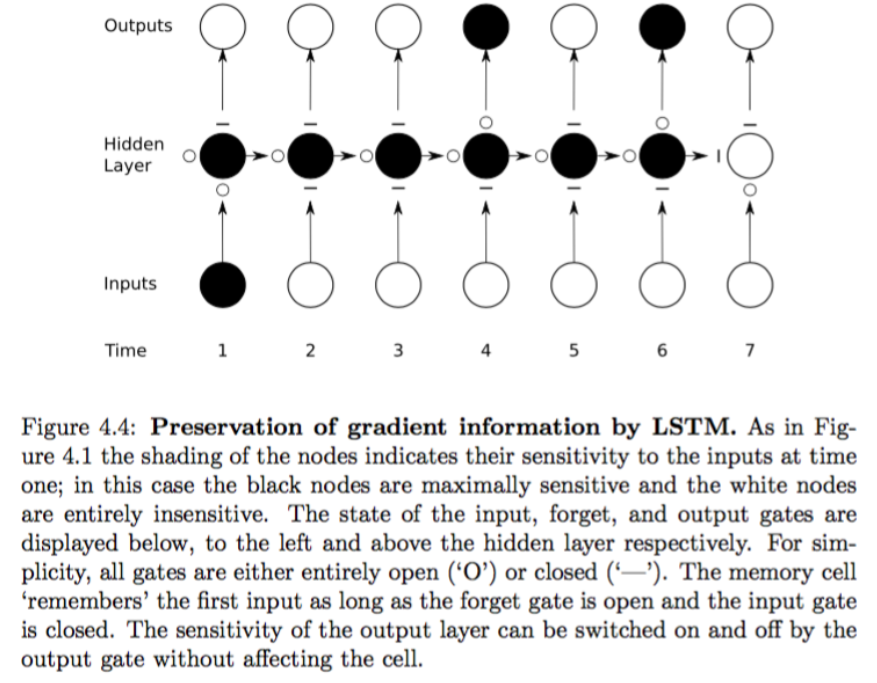 Outputs
Hidden
Layer
Inputs
Time 1 2 3 4 5 6 7
Figure 4.4: Preservation of gradient information by LSTM. As in Fig-
ure 4.1 the shading of the nodes indicates their sensitivity to the inputs at time
one; in this case the black nodes are maximally sensitive and the white nodes
are entirely insensitive. The state of the input, forget, and output gates are
displayed below, to the left and above the hidden layer respectively. For sim-
plicity, all gates are either entirely open (‘O’) or closed (‘—’). The memory cell
‘remembers’ the first input as long as the forget gate is open and the input gate
is closed. The sensitivity of the output layer can be switched on and off by the
output gate without affecting the cell.